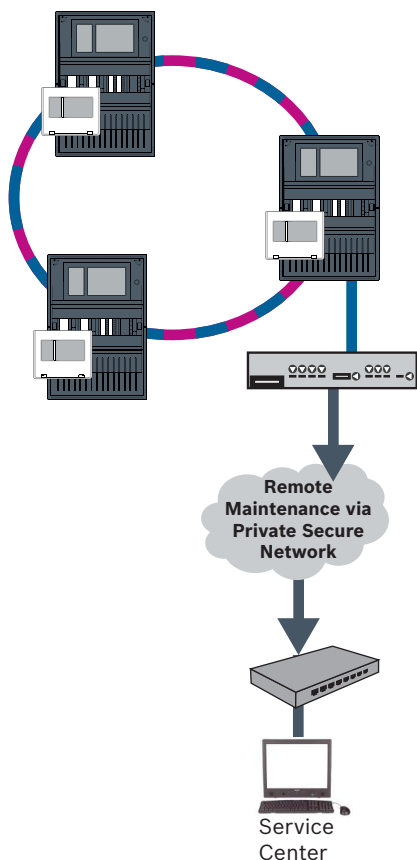 Remote
Maintenance via
Private Secure
Network
Service
Center